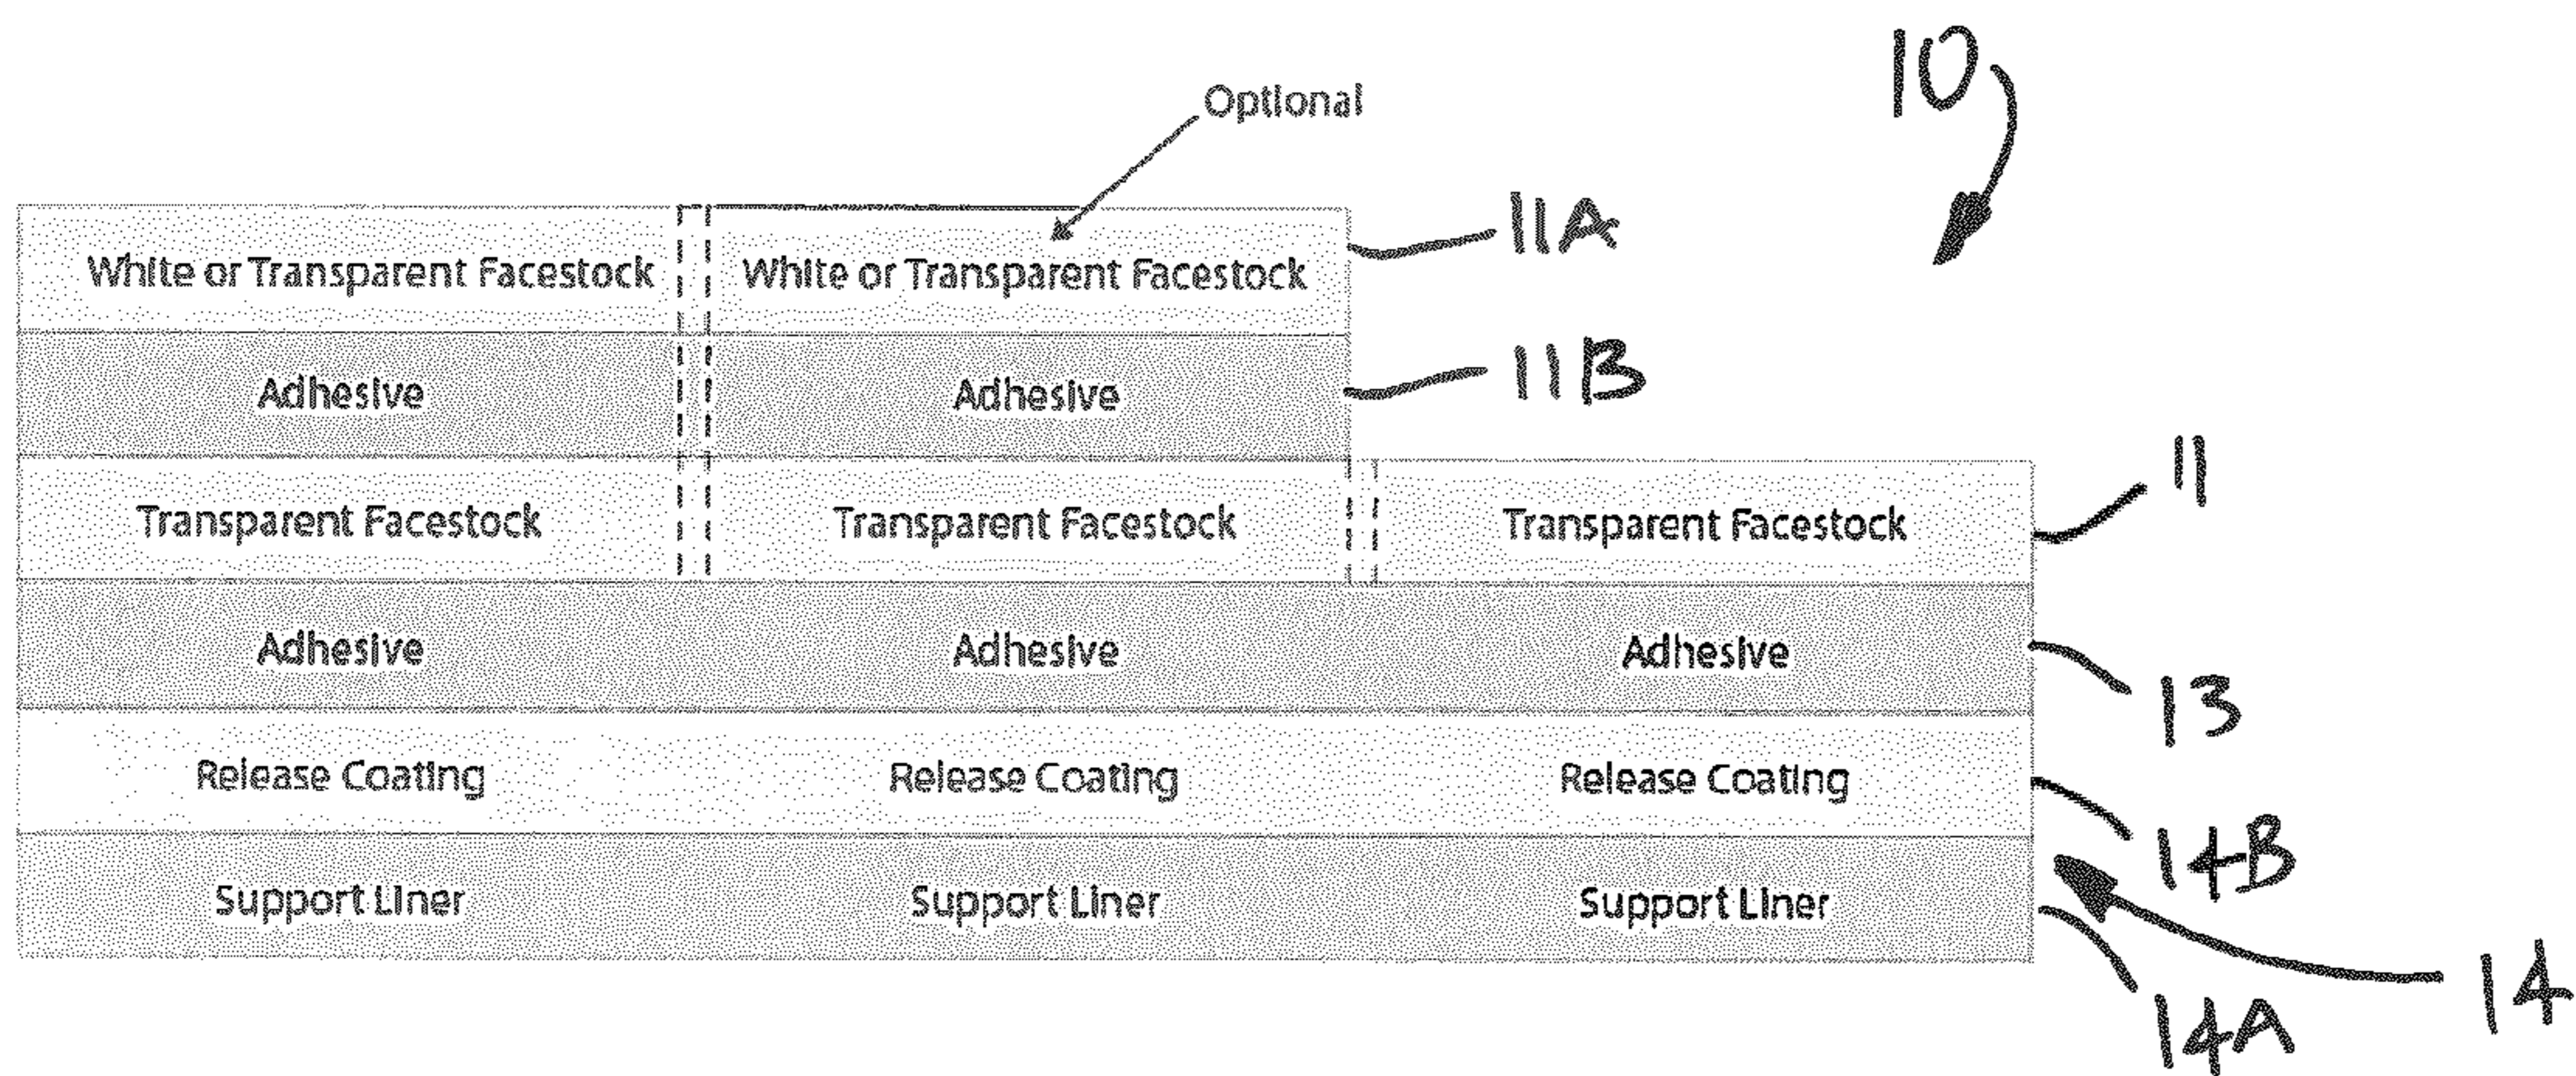 10
Optional
White or Transparent Facestock White or Transparent Facestock 11A
Adhesive Adhesive 11B
Transparent Facestock Transparent Facestock Transparent Facestock 11
Adhesive Adhesive Adhesive 13
Release Coating Release Coating Release Coating 14B
Support Liner Support Liner Support Liner 14
14A